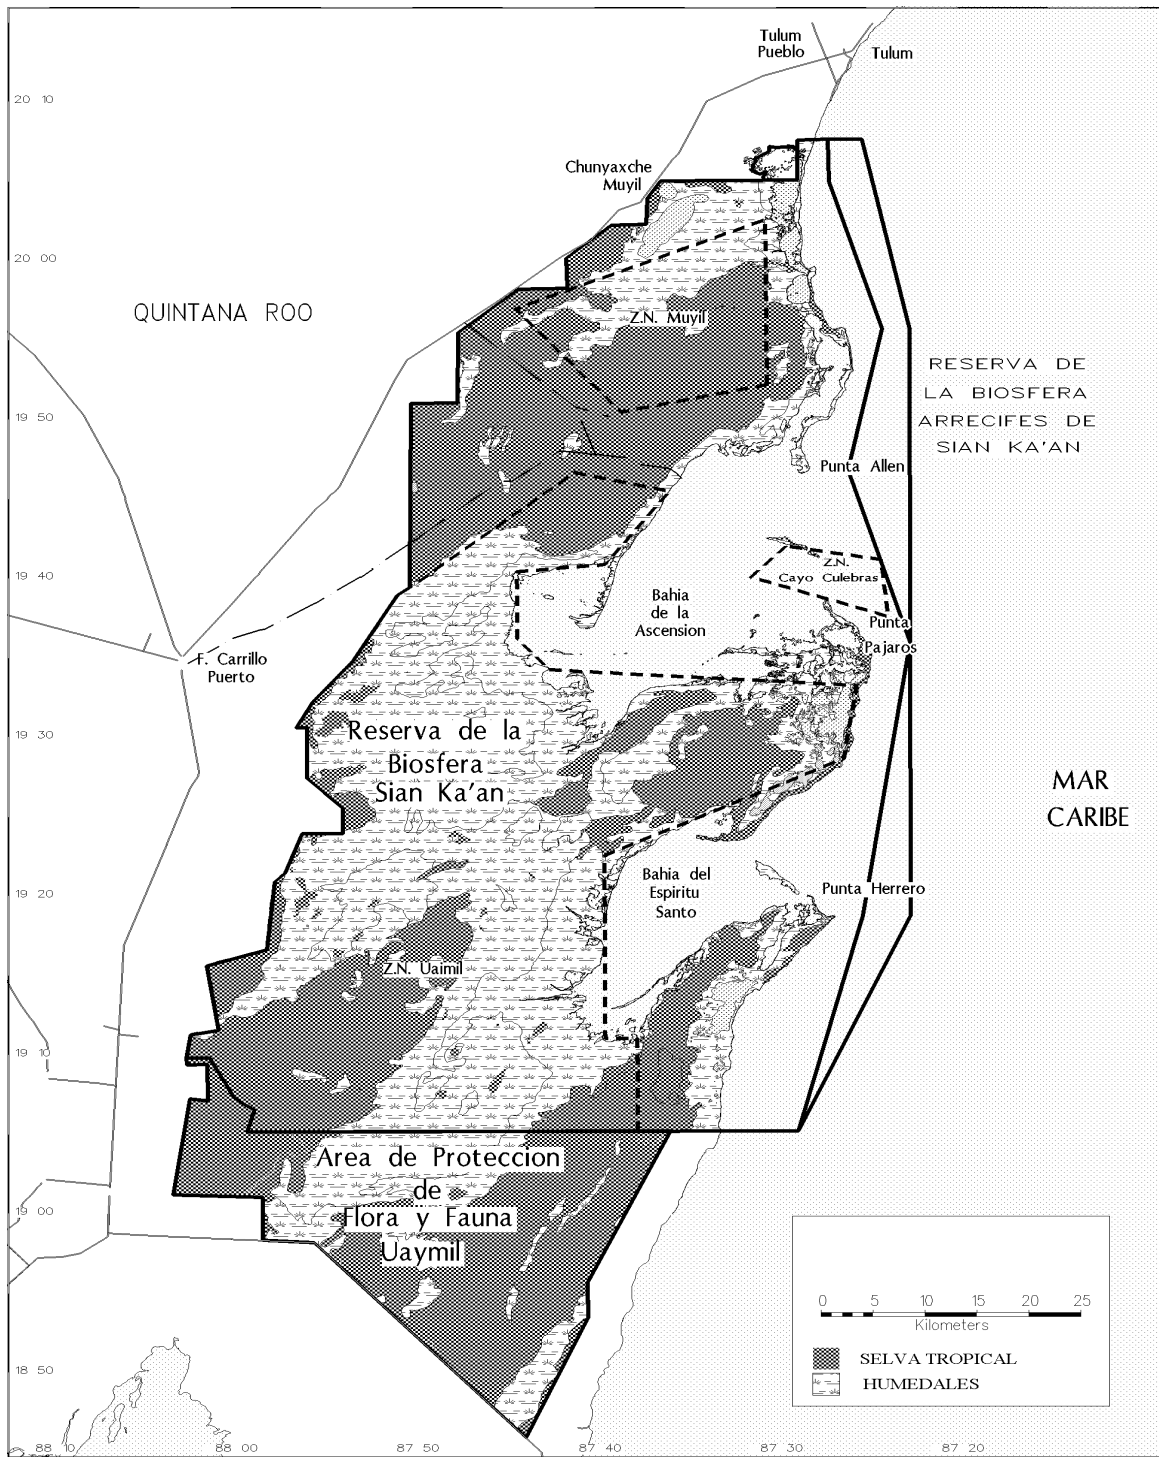 Tulum
Pueblo
Tulum
20 10
Chunyaxche
Muyil
20 00
QUINTANA ROO
Z.N. Muyil
RESERVA DE
LA BIOSFERA
ARRECIFES DE
SIAN KA'AN
19 50
Punta Allen
19 40
Z.N.
Cayo Culebras
Bahia
de la
Ascension
Punta
Pajaros
F. Carrillo
Puerto
19 30
Reserva de la
Biosfera
Sian Ka'an
MAR
CARIBE
19 20
Bahia del
Espiritu
Santo
Punta Herrero
Z.N. Uaimil
19 10
Area de Proteccion
de
Flora y Fauna
Uaymil
19 00
0 5 10 15 20 25
Kilometers
SELVA TROPICAL
HUMEDALES
18 50
88 10 88 00 87 50 87 40 87 30 87 20